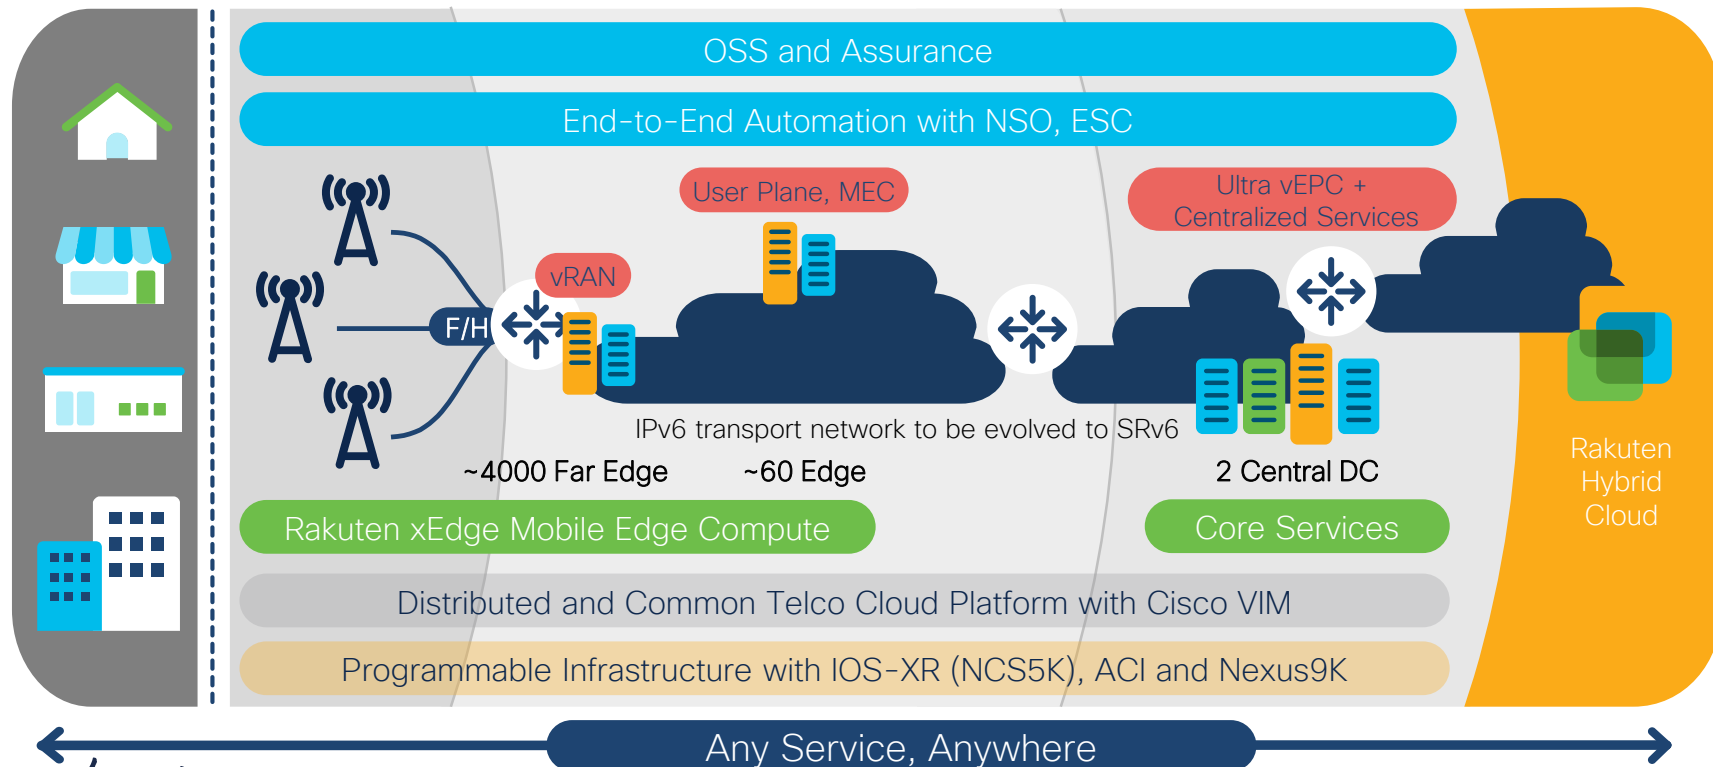 OSS and Assurance
End-to-End Automation with NSO, ESC
User Plane, MEC
Ultra vEPC +
Centralized Services
vRAN
F/H
IPv6 transport network to be evolved to SRv6
~4000 Far Edge
~60 Edge
2 Central DC
Rakuten
Hybrid
Cloud
Rakuten xEdge Mobile Edge Compute
Core Services
Distributed and Common Telco Cloud Platform with Cisco VIM
Programmable Infrastructure with IOS-XR (NCS5K), ACI and Nexus9K
Any Service, Anywhere